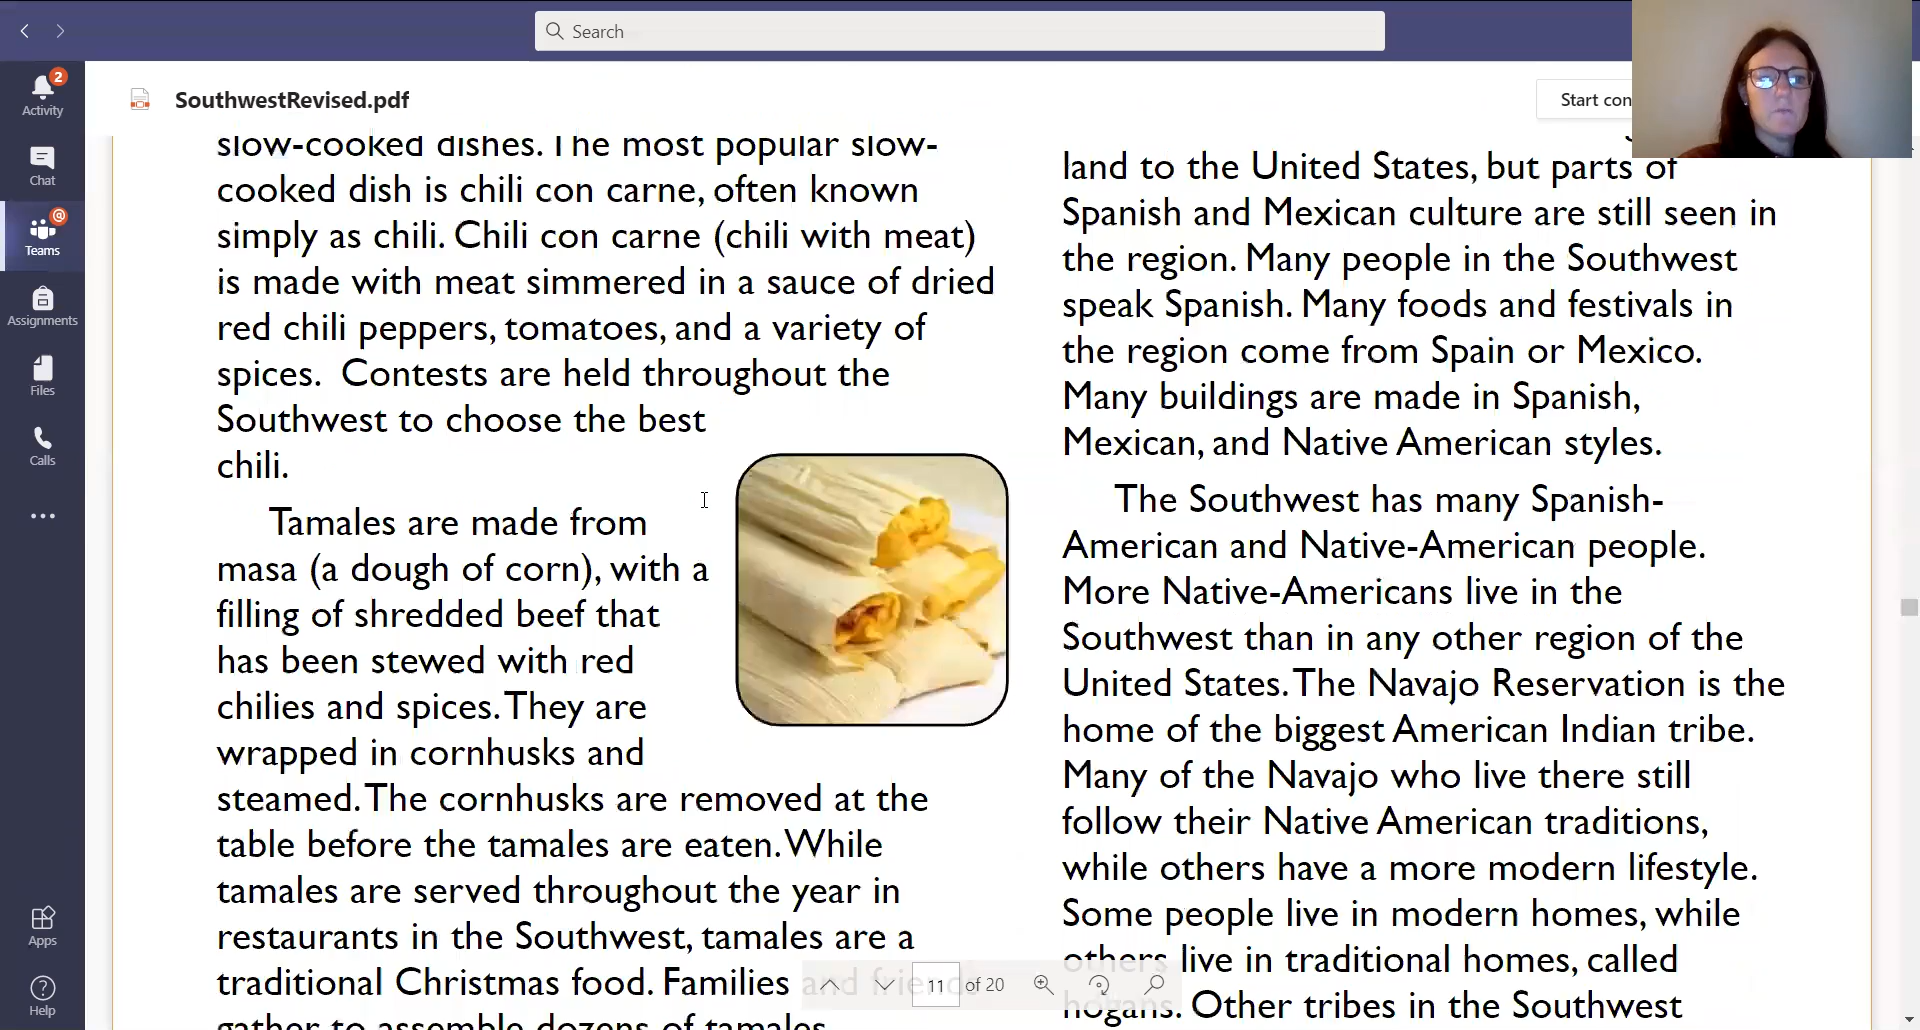 Search
Activity
2
Chat
Teams
@
Assignments
Files
Calls
Apps
Help
SouthwestRevised.pdf
Start con
slow-cooked dishes. The most popular slow-
cooked dish is chili con carne, often known
simply as chili. Chili con carne (chili with meat)
is made with meat simmered in a sauce of dried
red chili peppers, tomatoes, and a variety of
spices.  Contests are held throughout the
Southwest to choose the best
chili.
Tamales are made from
masa (a dough of corn), with a
filling of shredded beef that
has been stewed with red
chilies and spices. They are
wrapped in cornhusks and
steamed. The cornhusks are removed at the
table before the tamales are eaten. While
tamales are served throughout the year in
restaurants in the Southwest, tamales are a
traditional Christmas food. Families and friends
gather to assemble dozens of tamales.
land to the United States, but parts of
Spanish and Mexican culture are still seen in
the region. Many people in the Southwest
speak Spanish. Many foods and festivals in
the region come from Spain or Mexico.
Many buildings are made in Spanish,
Mexican, and Native American styles.
The Southwest has many Spanish-
American and Native-American people.
More Native-Americans live in the
Southwest than in any other region of the
United States. The Navajo Reservation is the
home of the biggest American Indian tribe.
Many of the Navajo who live there still
follow their Native American traditions,
while others have a more modern lifestyle.
Some people live in modern homes, while
others live in traditional homes, called
hogans. Other tribes in the Southwest
11 of 20